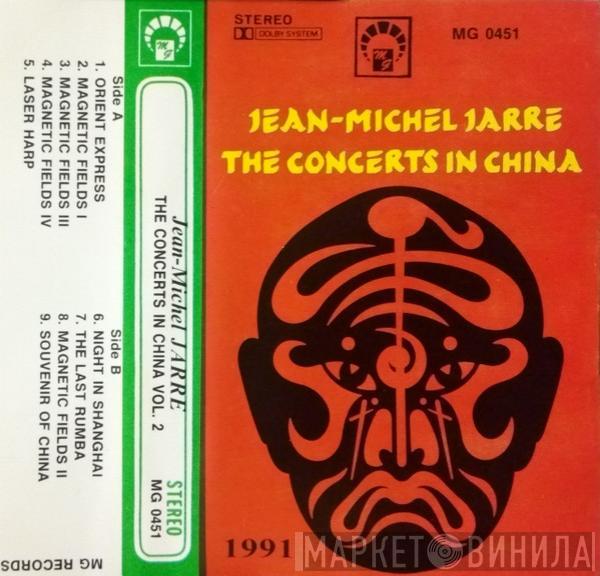 STEREO
DOLBY SYSTEM
MG 0451
MG
JEAN-MICHEL JARRE
THE CONCERTS IN CHINA
1991
МАРКЕТ ВИНИЛА
MG
Jean-Michel JARRE
THE CONCERTS IN CHINA VOL. 2
STEREO
MG 0451
Side A
1. ORIENT EXPRESS
2. MAGNETIC FIELDS I
3. MAGNETIC FIELDS III
4. MAGNETIC FIELDS IV
5. LASER HARP
Side B
6. NIGHT IN SHANGHAI
7. THE LAST RUMBA
8. MAGNETIC FIELDS II
9. SOUVENIR OF CHINA
MG RECORDS